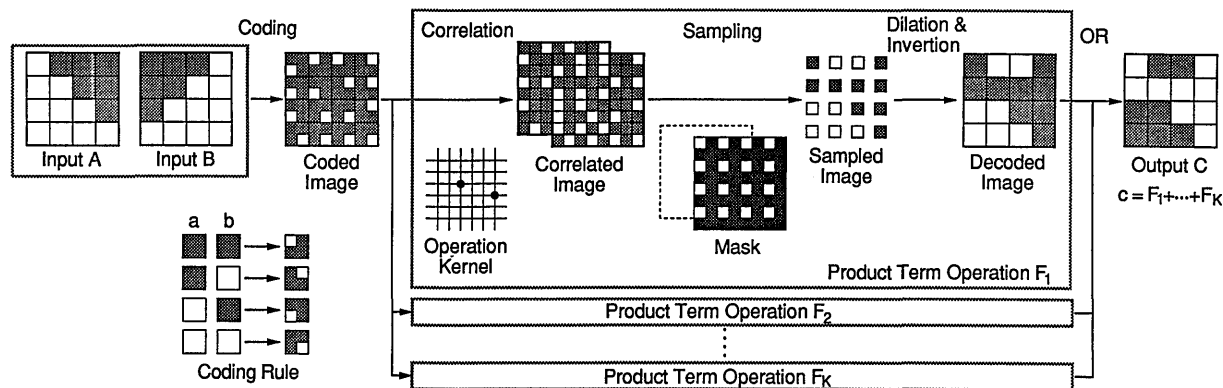 Coding
Correlation
Sampling
Dilation &
Invertion
OR
Input A
Input B
Coded
Image
Correlated
Image
Sampled
Image
Decoded
Image
Output C
c = F1+···+FK
Operation
Kernel
Mask
Product Term Operation F1
a b
Product Term Operation F2
Coding Rule
Product Term Operation FK